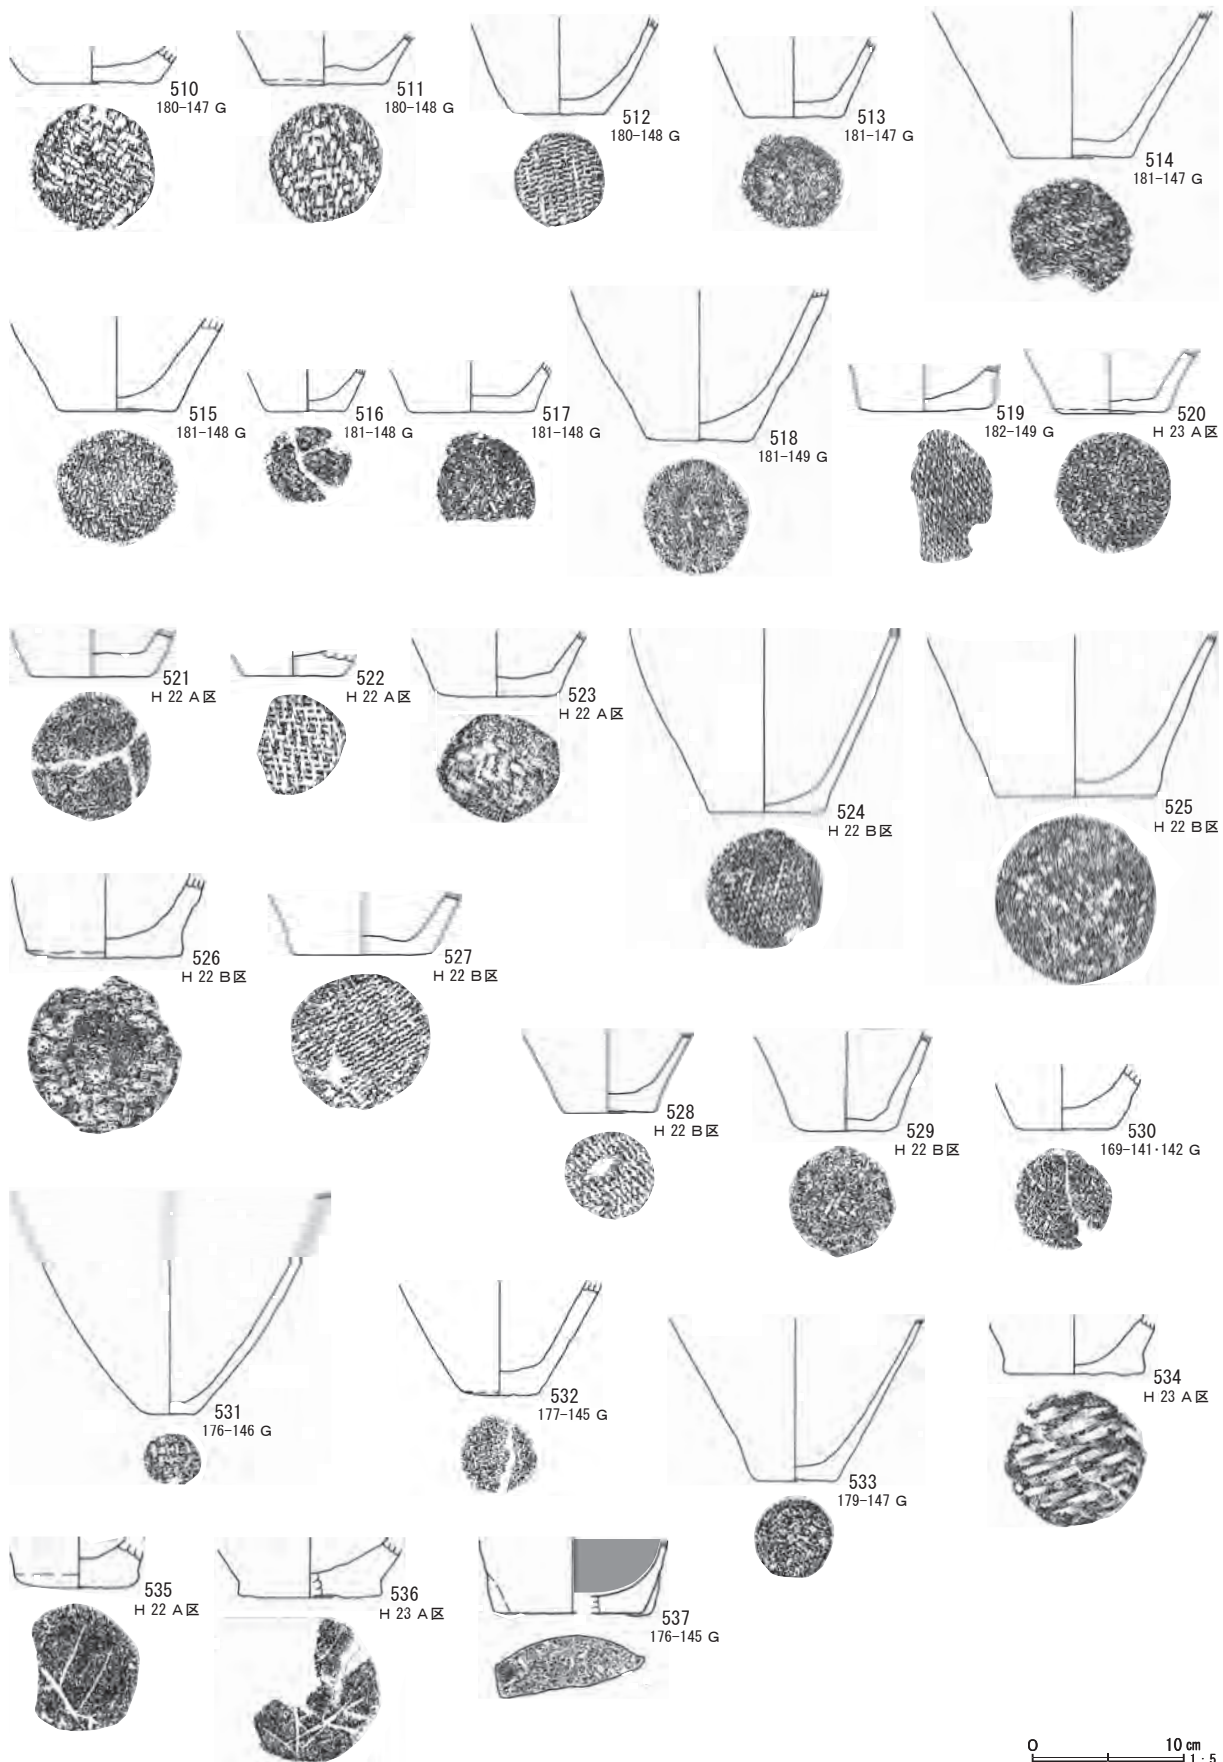 510
180-147 G
511
180-148 G
512
180-148 G
513
181-147 G
514
181-147 G
515
181-148 G
516
181-148 G
517
181-148 G
518
181-149 G
519
182-149 G
520
H 23 A区
521
H 22 A区
522
H 22 A区
523
H 22 A区
524
H 22 B区
525
H 22 B区
526
H 22 B区
527
H 22 B区
528
H 22 B区
529
H 22 B区
530
169-141・142 G
531
176-146 G
532
177-145 G
533
179-147 G
534
H 23 A区
535
H 22 A区
536
H 23 A区
537
176-145 G
0 10 cm
1:5